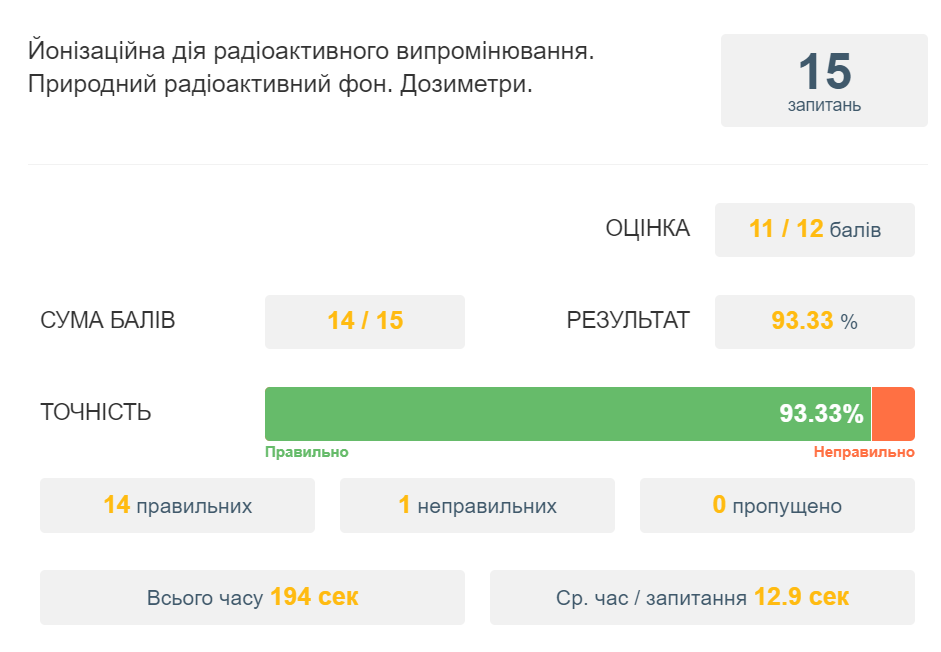 Йонізаційна дія радіоактивного випромінювання.
Природний радіоактивний фон. Дозиметри.
15
запитань
ОЦІНКА
11 / 12 балів
СУМА БАЛІВ
14 / 15
РЕЗУЛЬТАТ
93.33 %
ТОЧНІСТЬ
93.33%
Правильно
Неправильно
14 правильних
1 неправильних
0 пропущено
Всього часу 194 сек
Ср. час / запитання 12.9 сек